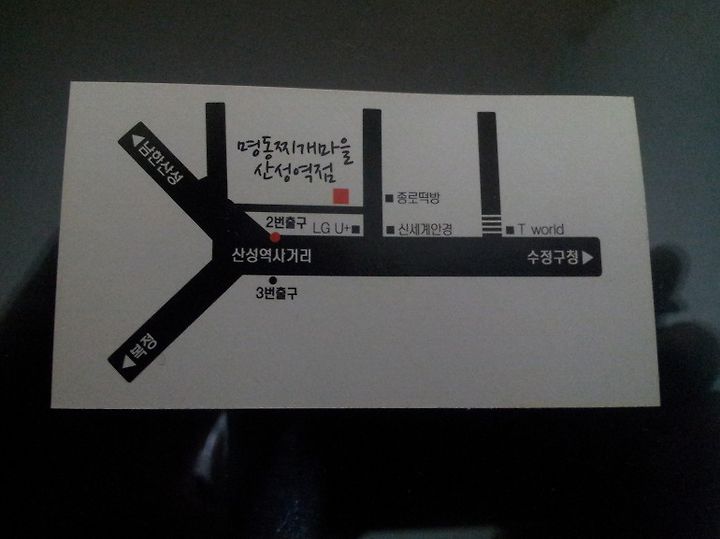 명동찌개마을
산성역점
◀남한산성
종로떡방
2번출구
LG U+
신세계안경
T world
산성역사거리
수정구청▶
3번출구
◀복정